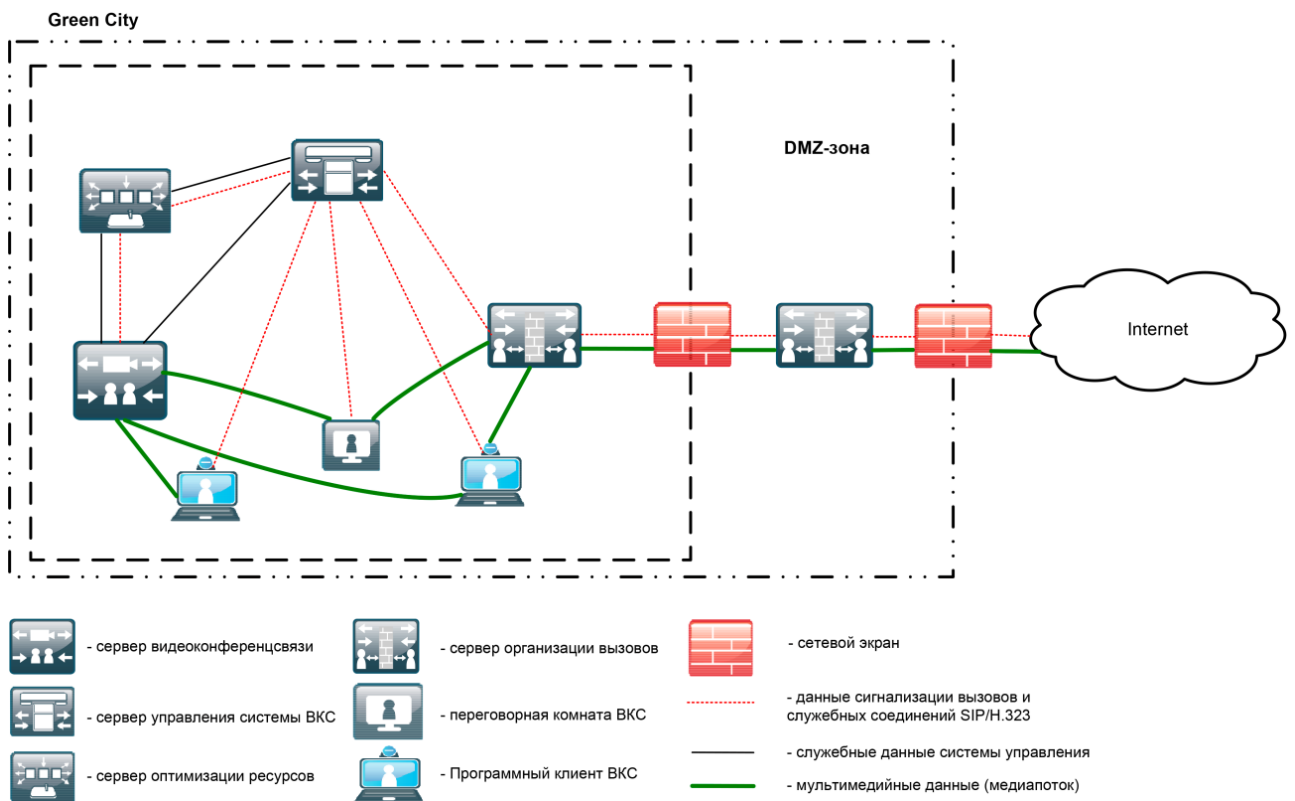 Green City
DMZ-зона
Internet
- сервер видеоконференцсвязи
- сервер организации вызовов
- сетевой экран
- сервер управления системы ВКС
- переговорная комната ВКС
- данные сигнализации вызовов и
служебных соединений SIP/H.323
- сервер оптимизации ресурсов
- Программный клиент ВКС
- служебные данные системы управления
- мультимедийные данные (медиапоток)